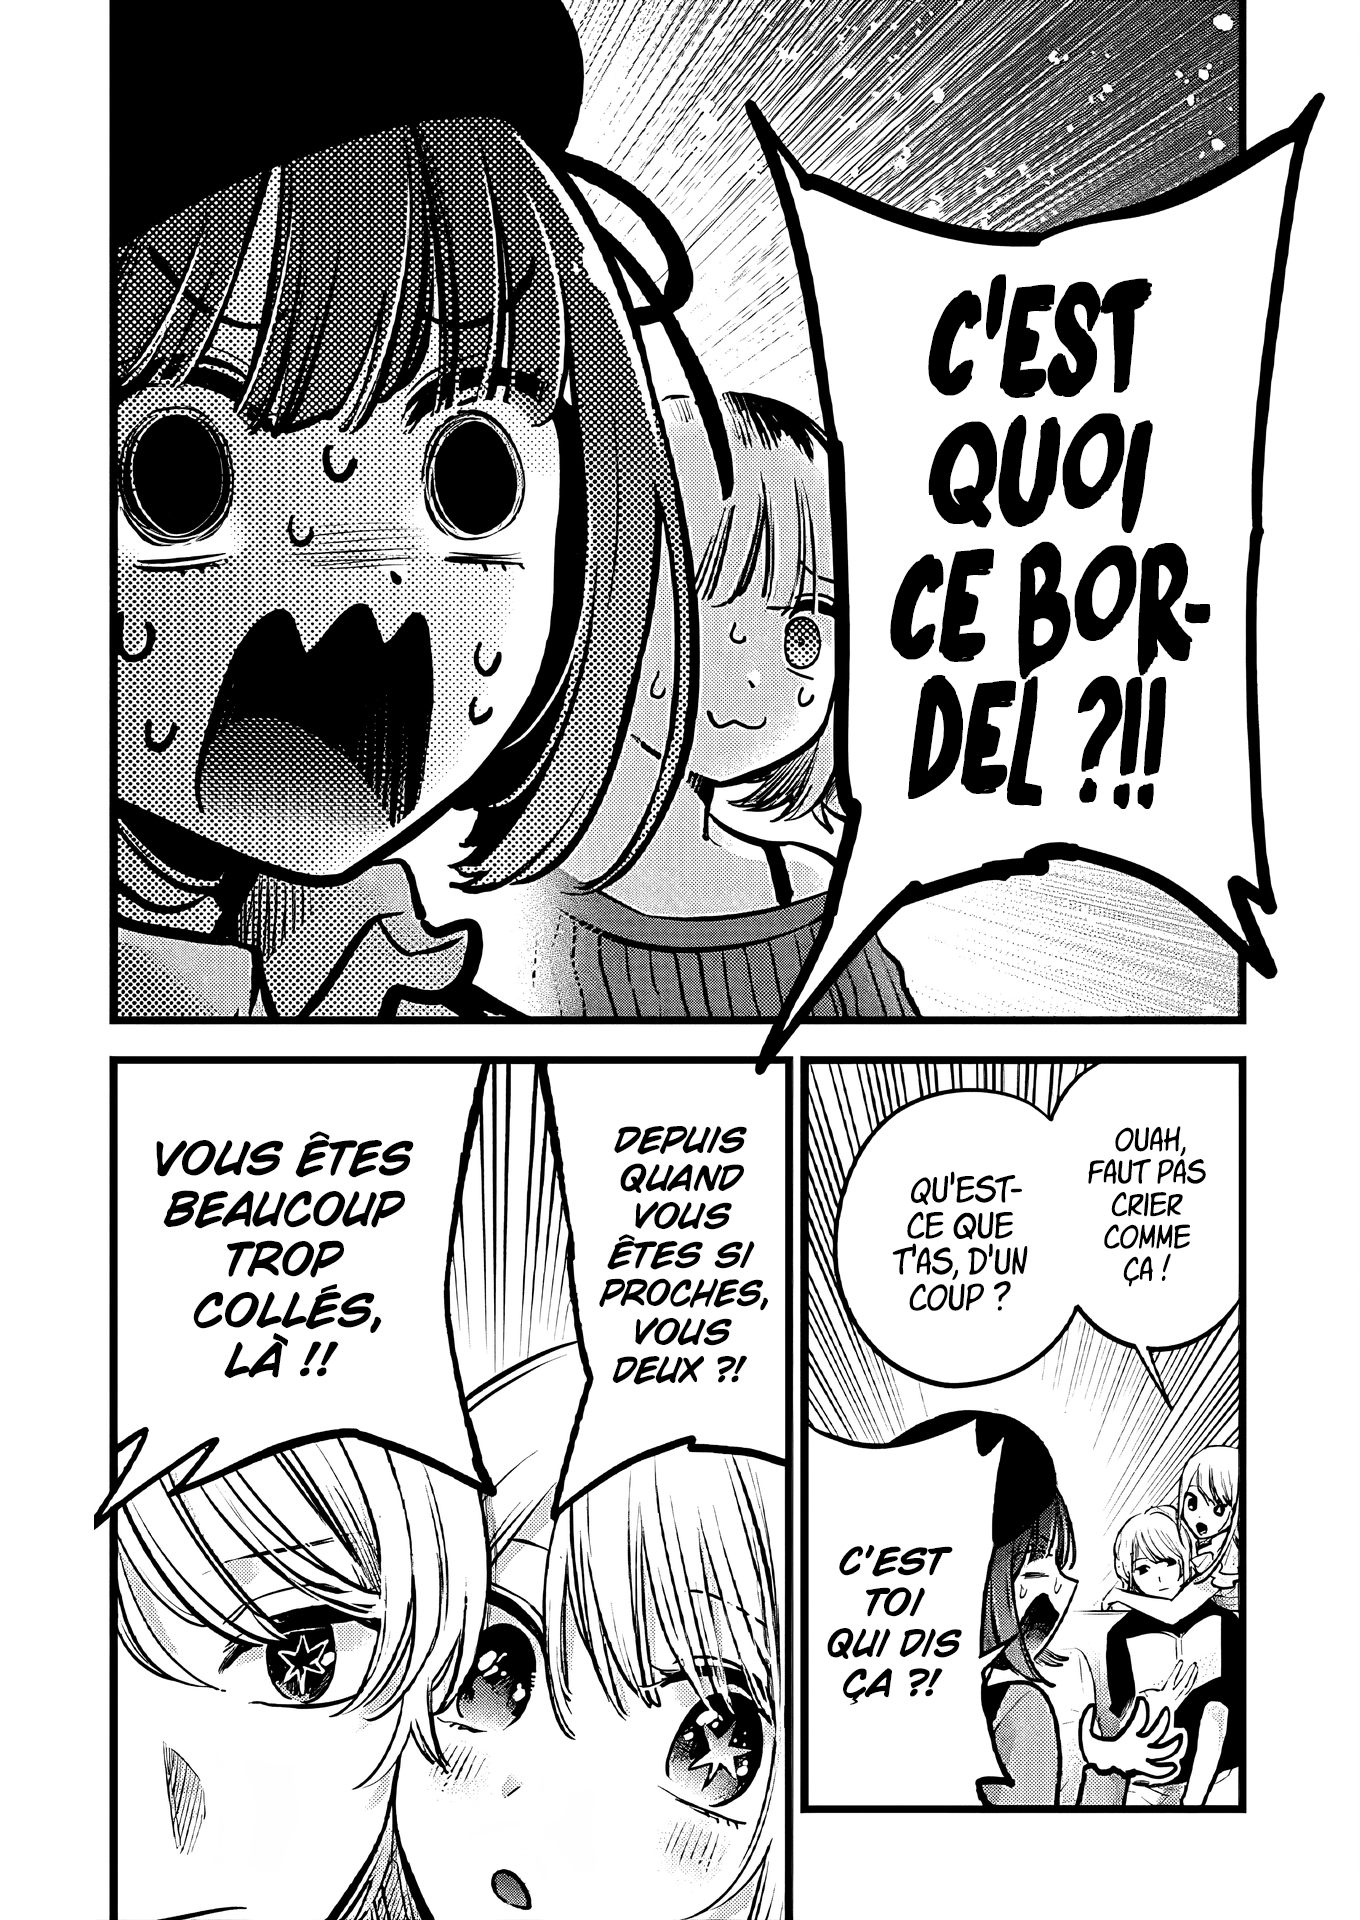 C'EST
QUOI
CE BOR-
DEL ?!!
OUAH,
FAUT PAS
CRIER
COMME
ÇA !
QU'EST-
CE QUE
T'AS, D'UN
COUP ?
C'EST
TOI
QUI DIS
ÇA ?!
DEPUIS
QUAND
VOUS
ÊTES SI
PROCHES,
VOUS
DEUX ?!
VOUS ÊTES
BEAUCOUP
TROP
COLLÉS,
LÀ !!